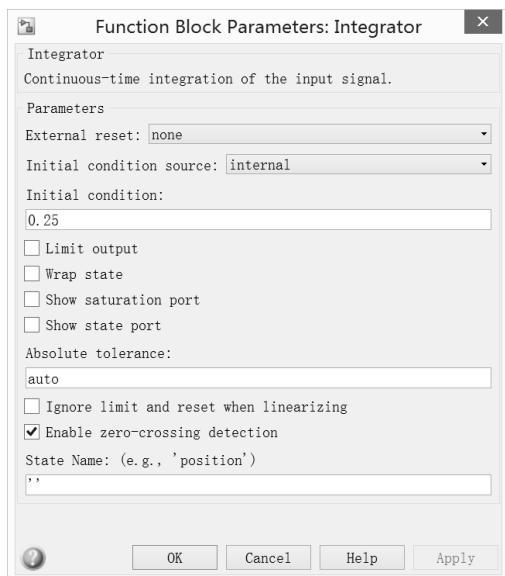 Function Block Parameters: Integrator
Integrator
Continuous-time integration of the input signal.
Parameters
External reset: none
Initial condition source: internal
Initial condition:
0.25
Limit output
Wrap state
Show saturation port
Show state port
Absolute tolerance:
auto
Ignore limit and reset when linearizing
Enable zero-crossing detection
State Name: (e.g., 'position')
''
OK Cancel Help Apply